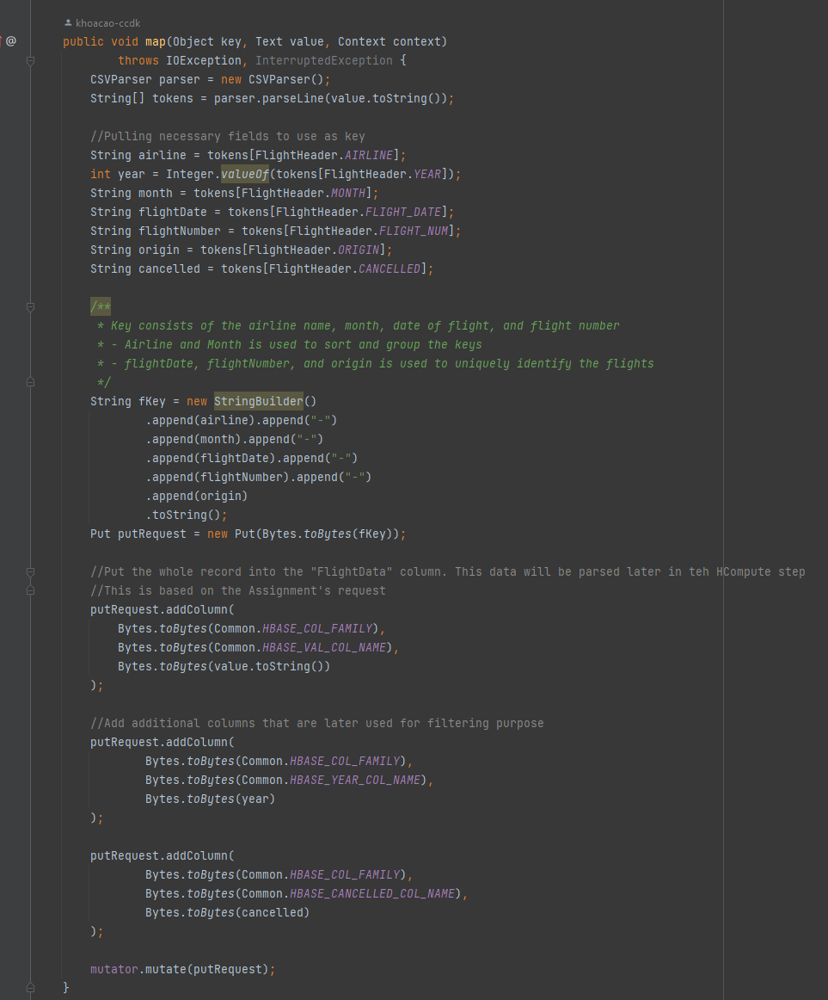 khoacao-ccdk
@
public void map(Object key, Text value, Context context)
throws IOException, InterruptedException {
CSVParser parser = new CSVParser();
String[] tokens = parser.parseLine(value.toString());
//Pulling necessary fields to use as key
String airline = tokens[FlightHeader.AIRLINE];
int year = Integer.valueOf(tokens[FlightHeader.YEAR]);
String month = tokens[FlightHeader.MONTH];
String flightDate = tokens[FlightHeader.FLIGHT_DATE];
String flightNumber = tokens[FlightHeader.FLIGHT_NUM];
String origin = tokens[FlightHeader.ORIGIN];
String cancelled = tokens[FlightHeader.CANCELLED];
/**
* Key consists of the airline name, month, date of flight, and flight number
* - Airline and Month is used to sort and group the keys
* - flightDate, flightNumber, and origin is used to uniquely identify the flights
*/
String fKey = new StringBuilder()
.append(airline).append("-")
.append(month).append("-")
.append(flightDate).append("-")
.append(flightNumber).append("-")
.append(origin)
.toString();
Put putRequest = new Put(Bytes.toBytes(fKey));
//Put the whole record into the "FlightData" column. This data will be parsed later in teh HCompute step
//This is based on the Assignment's request
putRequest.addColumn(
Bytes.toBytes(Common.HBASE_COL_FAMILY),
Bytes.toBytes(Common.HBASE_VAL_COL_NAME),
Bytes.toBytes(value.toString())
);
//Add additional columns that are later used for filtering purpose
putRequest.addColumn(
Bytes.toBytes(Common.HBASE_COL_FAMILY),
Bytes.toBytes(Common.HBASE_YEAR_COL_NAME),
Bytes.toBytes(year)
);
putRequest.addColumn(
Bytes.toBytes(Common.HBASE_COL_FAMILY),
Bytes.toBytes(Common.HBASE_CANCELLED_COL_NAME),
Bytes.toBytes(cancelled)
);
mutator.mutate(putRequest);
}